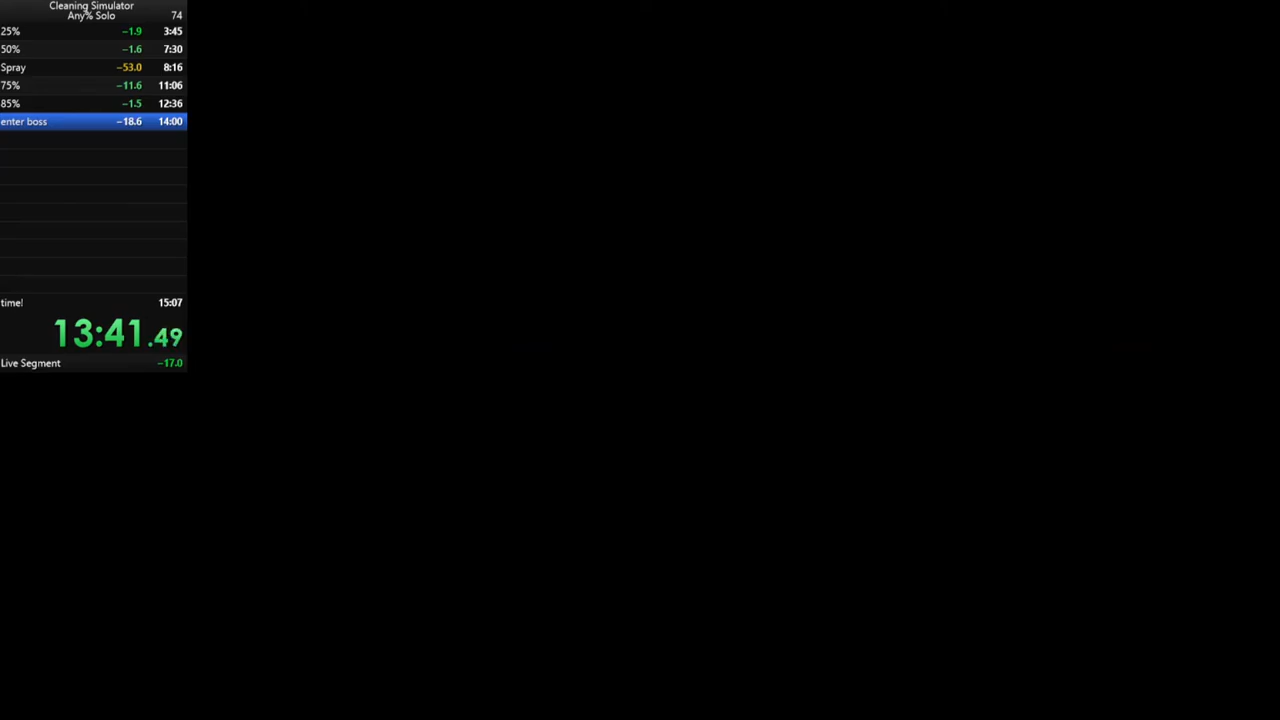 Cleaning Simulator
Any% Solo 74
25% −1.9 3:45
50% −1.6 7:30
Spray −53.0 8:16
75% −11.6 11:06
85% −1.5 12:36
enter boss −18.6 14:00
time! 15:07
13:41.49
Live Segment −17.0